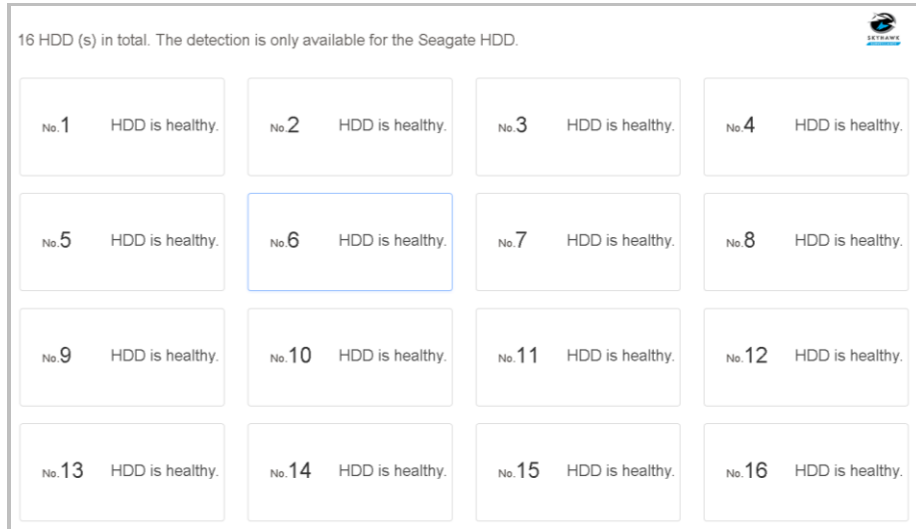 16 HDD (s) in total. The detection is only available for the Seagate HDD.
SKYHAWK
No.1 HDD is healthy.
No.2 HDD is healthy.
No.3 HDD is healthy.
No.4 HDD is healthy.
No.5 HDD is healthy.
No.6 HDD is healthy.
No.7 HDD is healthy.
No.8 HDD is healthy.
No.9 HDD is healthy.
No.10 HDD is healthy.
No.11 HDD is healthy.
No.12 HDD is healthy.
No.13 HDD is healthy.
No.14 HDD is healthy.
No.15 HDD is healthy.
No.16 HDD is healthy.